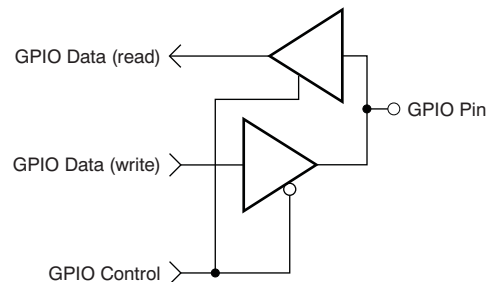 GPIO Data (read)
GPIO Pin
GPIO Data (write)
GPIO Control